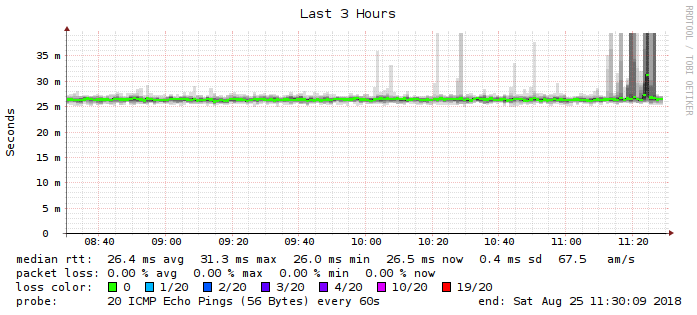 Last 3 Hours
RRDTOOL / TOBI OETIKER
Seconds
35 m
30 m
25 m
20 m
15 m
10 m
5 m
0
08:40 09:00 09:20 09:40 10:00 10:20 10:40 11:00 11:20
median rtt: 26.4 ms avg 31.3 ms max 26.0 ms min 26.5 ms now 0.4 ms sd 67.5 am/s
packet loss: 0.00 % avg 0.00 % max 0.00 % min 0.00 % now
loss color: 0 1/20 2/20 3/20 4/20 10/20 19/20
probe: 20 ICMP Echo Pings (56 Bytes) every 60s end: Sat Aug 25 11:30:09 2018